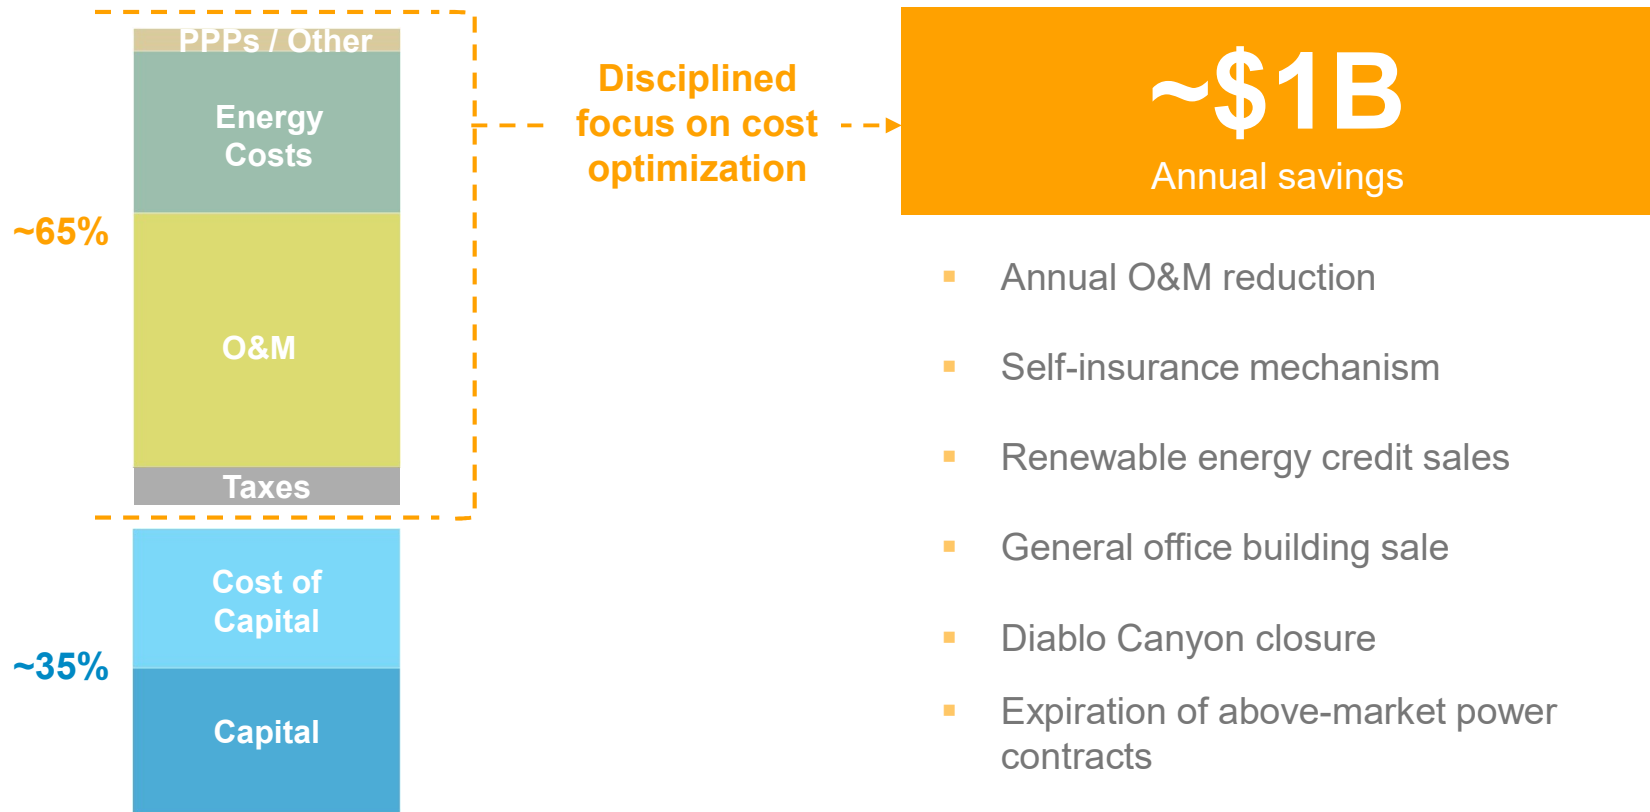 PPPs / Other
Energy
Costs
~65%
O&M
Taxes
Cost of
Capital
~35%
Capital
Disciplined
focus on cost
optimization
~$1B
Annual savings
▪ Annual O&M reduction
▪ Self-insurance mechanism
▪ Renewable energy credit sales
▪ General office building sale
▪ Diablo Canyon closure
▪ Expiration of above-market power
contracts